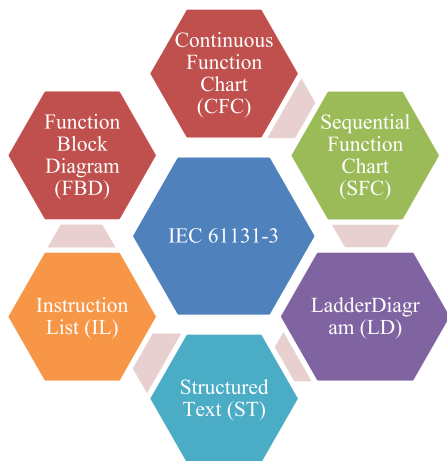 Continuous
Function
Chart
(CFC)
Function
Block
Diagram
(FBD)
Sequential
Function
Chart
(SFC)
IEC 61131-3
Instruction
List (IL)
LadderDiagr
am (LD)
Structured
Text (ST)